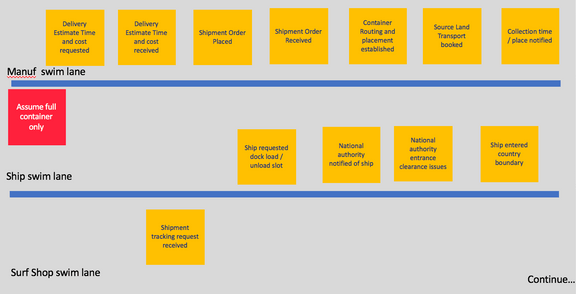 Delivery
Estimate Time
and cost
requested
Delivery
Estimate Time
and cost
received
Shipment Order
Placed
Shipment Order
Received
Container
Routing and
placement
established
Source Land
Transport
booked
Collection time
/ place notified
Manuf swim lane
Assume full
container
only
Ship requested
dock load /
unload slot
National
authority
notified of ship
National
authority
entrance
clearance issues
Ship entered
country
boundary
Ship swim lane
Shipment
tracking request
received
Surf Shop swim lane
Continue...